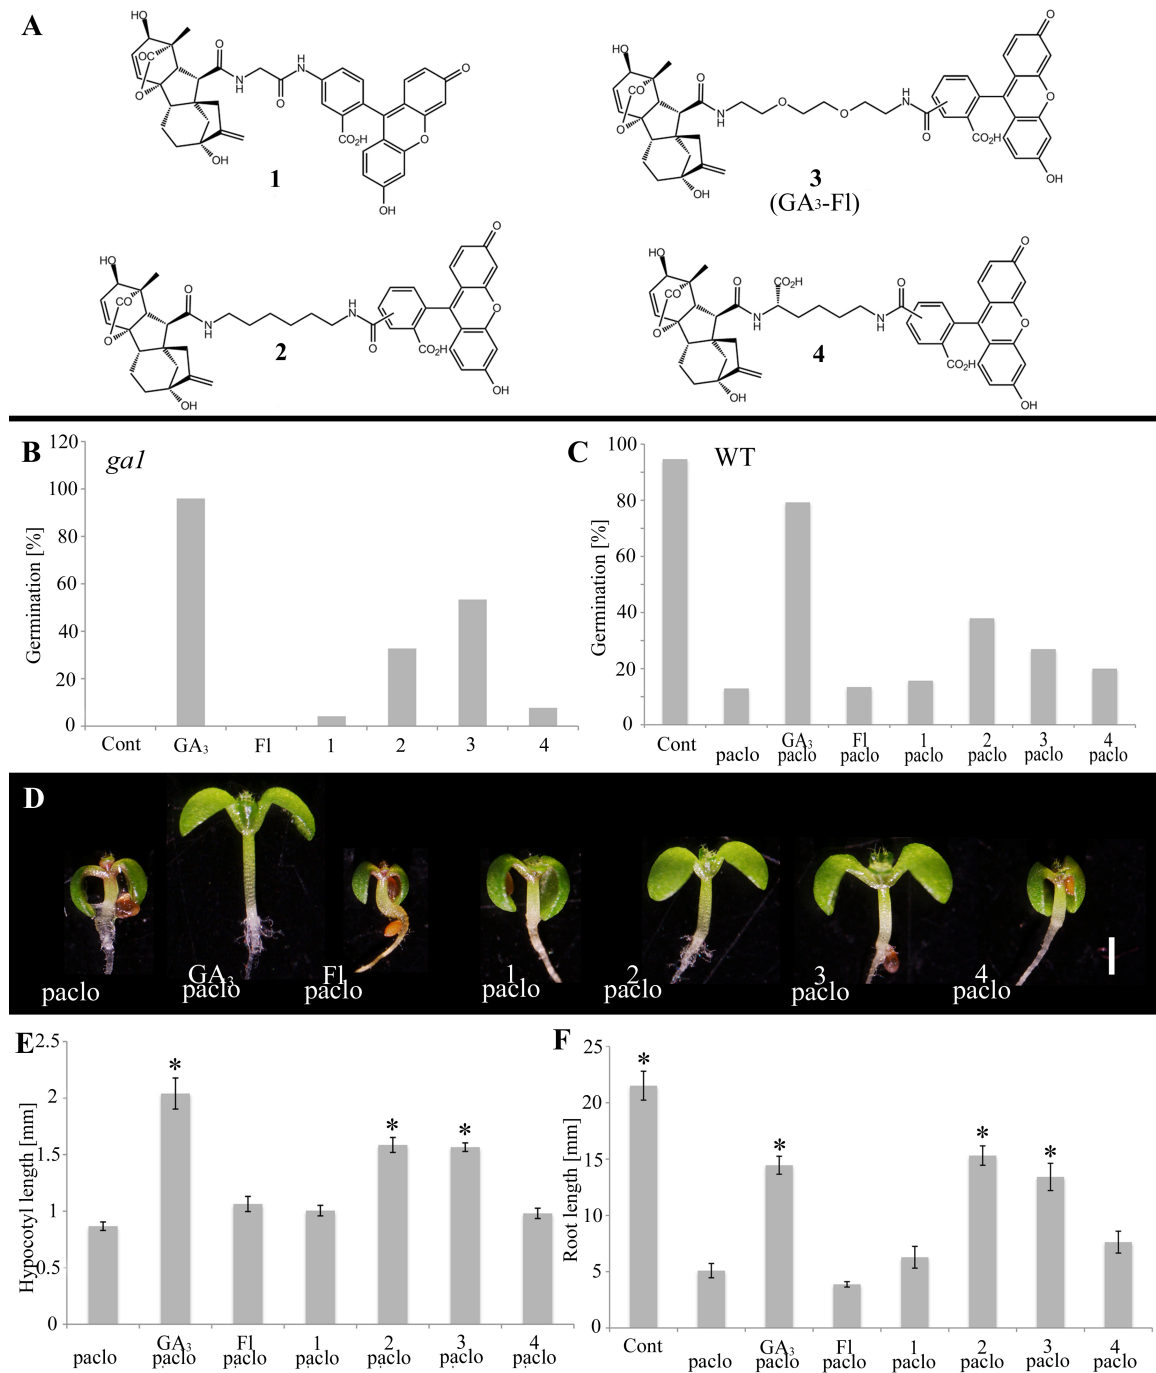 A
HO
OC
O
O
N
H
O
H
N
CO2H
O
O
OH
OH
1
HO
CO
O
O
N
H
O
O
H
N
O
CO2H
O
O
OH
OH
3
(GA3-Fl)
HO
CO
O
O
N
H
H
N
O
CO2H
O
O
OH
OH
2
HO
CO
O
O
N
H
CO2H
O
NH
CO2H
O
O
OH
OH
4
B
ga1
Germination [%]
120
100
80
60
40
20
0
Cont GA3 Fl 1 2 3 4
C
WT
Germination [%]
100
80
60
40
20
0
Cont GA3 Fl 1 2 3 4
paclo paclo paclo paclo paclo paclo paclo
D
GA3 Fl 1 2 3 4
paclo paclo paclo paclo paclo paclo paclo
E
Hypocotyl length [mm]
2.5
2
1.5
1
0.5
0
* * *
GA3 Fl 1 2 3 4
paclo paclo paclo paclo paclo paclo paclo
F
Root length [mm]
25
20
15
10
5
0
* * * *
Cont GA3 Fl 1 2 3 4
paclo paclo paclo paclo paclo paclo paclo